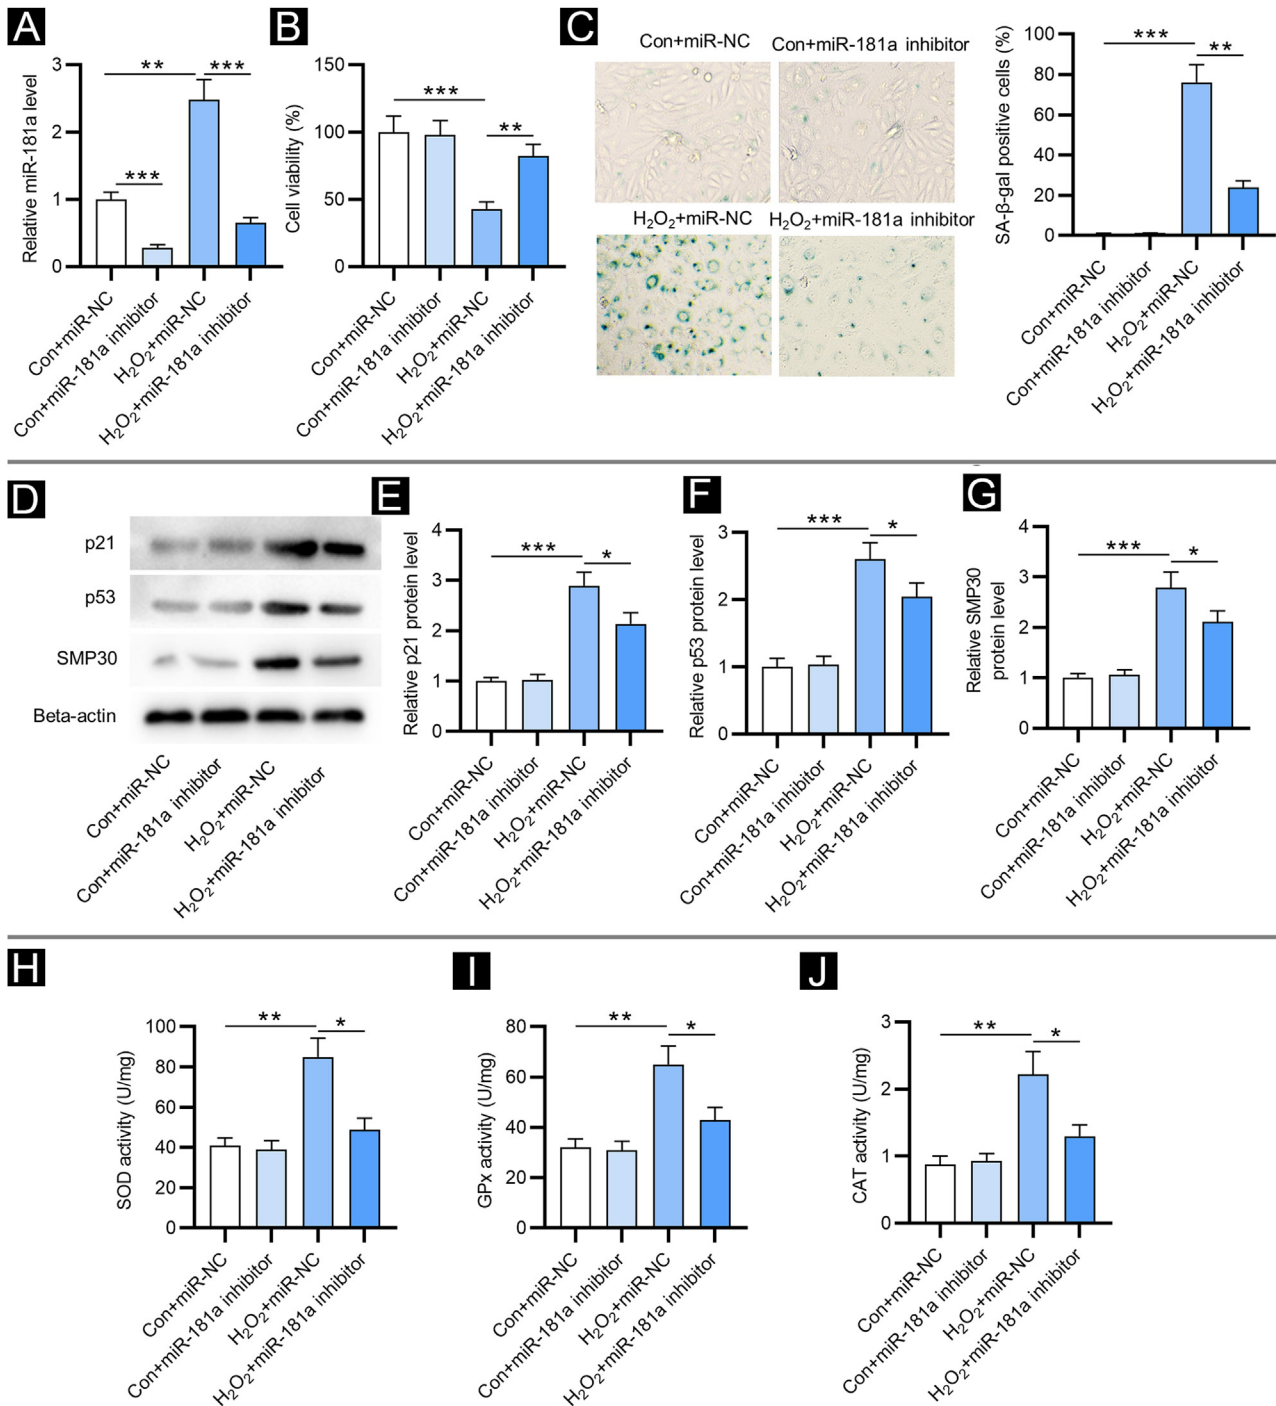 A
Relative miR-181a level
3
2
1
0
**
***
***
Con+miR-NC
Con+miR-181a inhibitor
H₂O₂+miR-NC
H₂O₂+miR-181a inhibitor
B
Cell viability (%)
150
100
50
0
***
**
Con+miR-NC
Con+miR-181a inhibitor
H₂O₂+miR-NC
H₂O₂+miR-181a inhibitor
C
Con+miR-NC
Con+miR-181a inhibitor
H₂O₂+miR-NC
H₂O₂+miR-181a inhibitor
SA-β-gal positive cells (%)
100
80
60
40
20
0
***
**
Con+miR-NC
Con+miR-181a inhibitor
H₂O₂+miR-NC
H₂O₂+miR-181a inhibitor
D
p21
p53
SMP30
Beta-actin
Con+miR-NC
Con+miR-181a inhibitor
H₂O₂+miR-NC
H₂O₂+miR-181a inhibitor
E
Relative p21 protein level
4
3
2
1
0
***
*
Con+miR-NC
Con+miR-181a inhibitor
H₂O₂+miR-NC
H₂O₂+miR-181a inhibitor
F
Relative p53 protein level
3
2
1
0
***
*
Con+miR-NC
Con+miR-181a inhibitor
H₂O₂+miR-NC
H₂O₂+miR-181a inhibitor
G
Relative SMP30
protein level
4
3
2
1
0
***
*
Con+miR-NC
Con+miR-181a inhibitor
H₂O₂+miR-NC
H₂O₂+miR-181a inhibitor
H
SOD activity (U/mg)
100
80
60
40
20
0
**
*
Con+miR-NC
Con+miR-181a inhibitor
H₂O₂+miR-NC
H₂O₂+miR-181a inhibitor
I
GPx activity (U/mg)
80
60
40
20
0
**
*
Con+miR-NC
Con+miR-181a inhibitor
H₂O₂+miR-NC
H₂O₂+miR-181a inhibitor
J
CAT activity (U/mg)
3
2
1
0
**
*
Con+miR-NC
Con+miR-181a inhibitor
H₂O₂+miR-NC
H₂O₂+miR-181a inhibitor